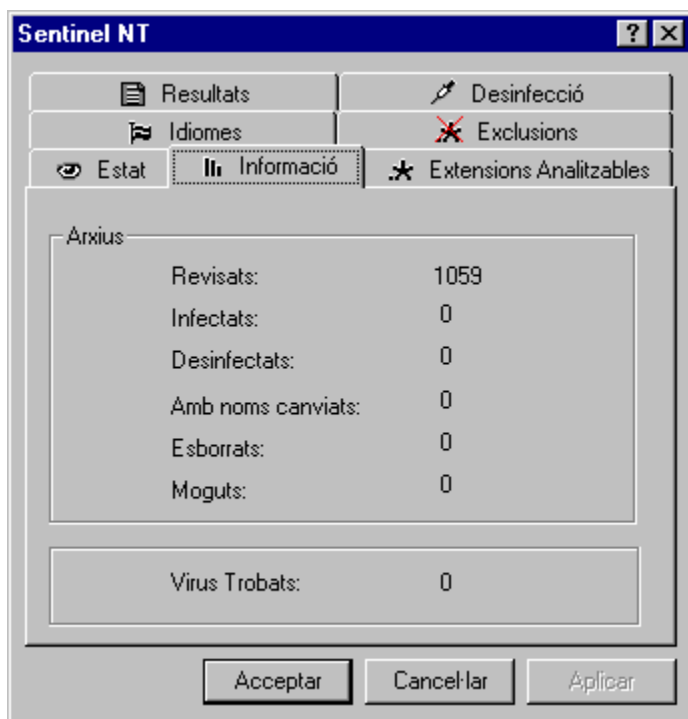 Sentinel NT
Resultats
Desinfecció
Idiomes
Exclusions
Estat
Informació
Extensions Analitzables
Arxius
Revisats: 1059
Infectats: 0
Desinfectats: 0
Amb noms canviats: 0
Esborrats: 0
Moguts: 0
Virus Trobats: 0
Acceptar
Cancel·lar
Aplicar